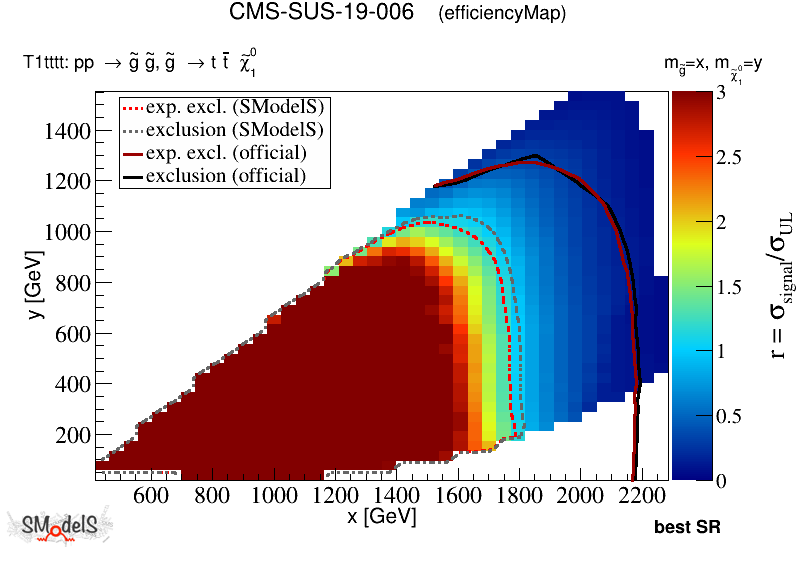 CMS-SUS-19-006 (efficiencyMap)
T1tttt: pp → g̃ g̃, g̃ → t t̄ χ̃₁⁰
m_g̃=x, m_χ̃₁⁰=y
exp. excl. (SModelS)
exclusion (SModelS)
exp. excl. (official)
exclusion (official)
1400
1200
1000
800
600
400
200
y [GeV]
600 800 1000 1200 1400 1600 1800 2000 2200
x [GeV]
3
2.5
2
1.5
1
0.5
0
r = σ_signal/σ_UL
SModelS
best SR